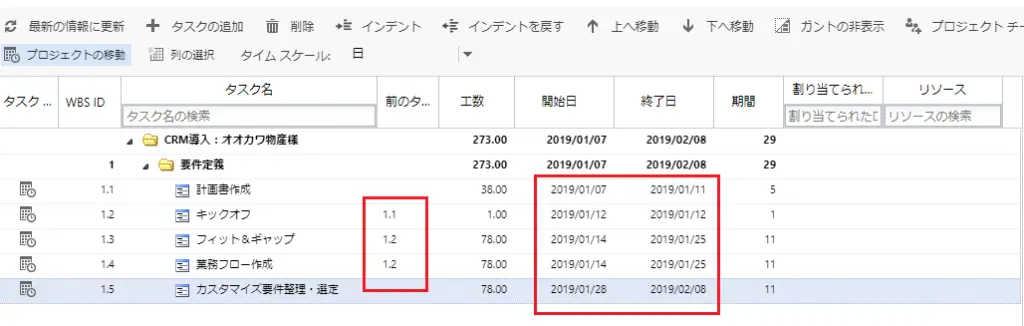 最新の情報に更新 タスクの追加 削除 インデント インデントを戻す 上へ移動 下へ移動 ガントの非表示 プロジェクト チー
プロジェクトの移動 列の選択 タイム スケール: 日
タスク ... WBS ID タスク名 前のタ... 工数 開始日 終了日 期間 割り当てられた... リソース
タスク名の検索 割り当てられたロ リソースの検索
CRM導入：オオカワ物産様 273.00 2019/01/07 2019/02/08 29
1 要件定義 273.00 2019/01/07 2019/02/08 29
1.1 計画書作成 38.00 2019/01/07 2019/01/11 5
1.2 キックオフ 1.1 1.00 2019/01/12 2019/01/12 1
1.3 フィット＆ギャップ 1.2 78.00 2019/01/14 2019/01/25 11
1.4 業務フロー作成 1.2 78.00 2019/01/14 2019/01/25 11
1.5 カスタマイズ要件整理・選定 78.00 2019/01/28 2019/02/08 11